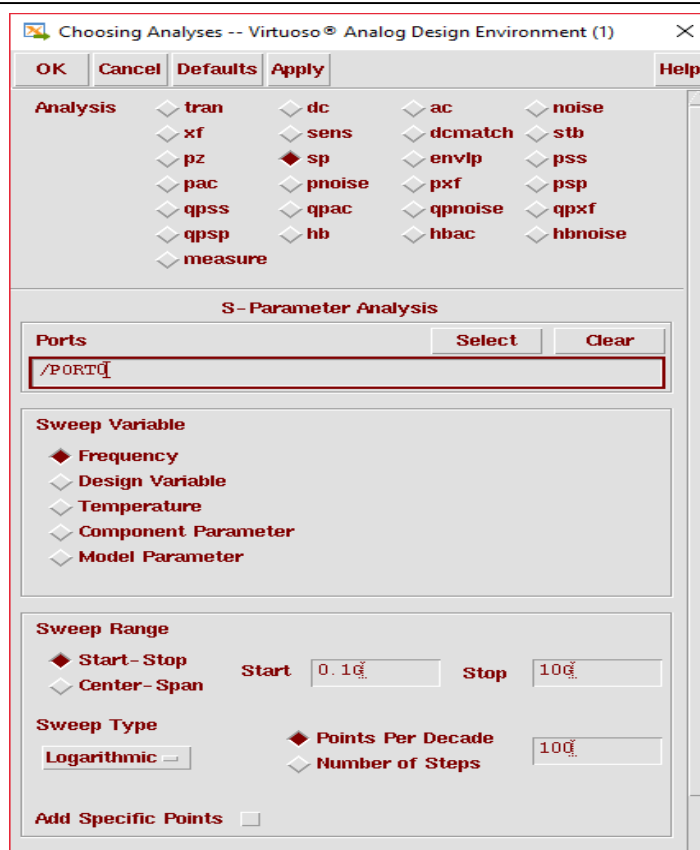 Choosing Analyses -- Virtuoso® Analog Design Environment (1)
OK Cancel Defaults Apply Help
Analysis tran dc ac noise
xf sens dcmatch stb
pz sp envlp pss
pac pnoise pxf psp
qpss qpac qpnoise qpxf
qpsp hb hbac hbnoise
measure
S-Parameter Analysis
Ports Select Clear
/PORT0
Sweep Variable
Frequency
Design Variable
Temperature
Component Parameter
Model Parameter
Sweep Range
Start-Stop
Center-Span
Start 0.1G Stop 10G
Sweep Type
Logarithmic
Points Per Decade
Number of Steps
100
Add Specific Points